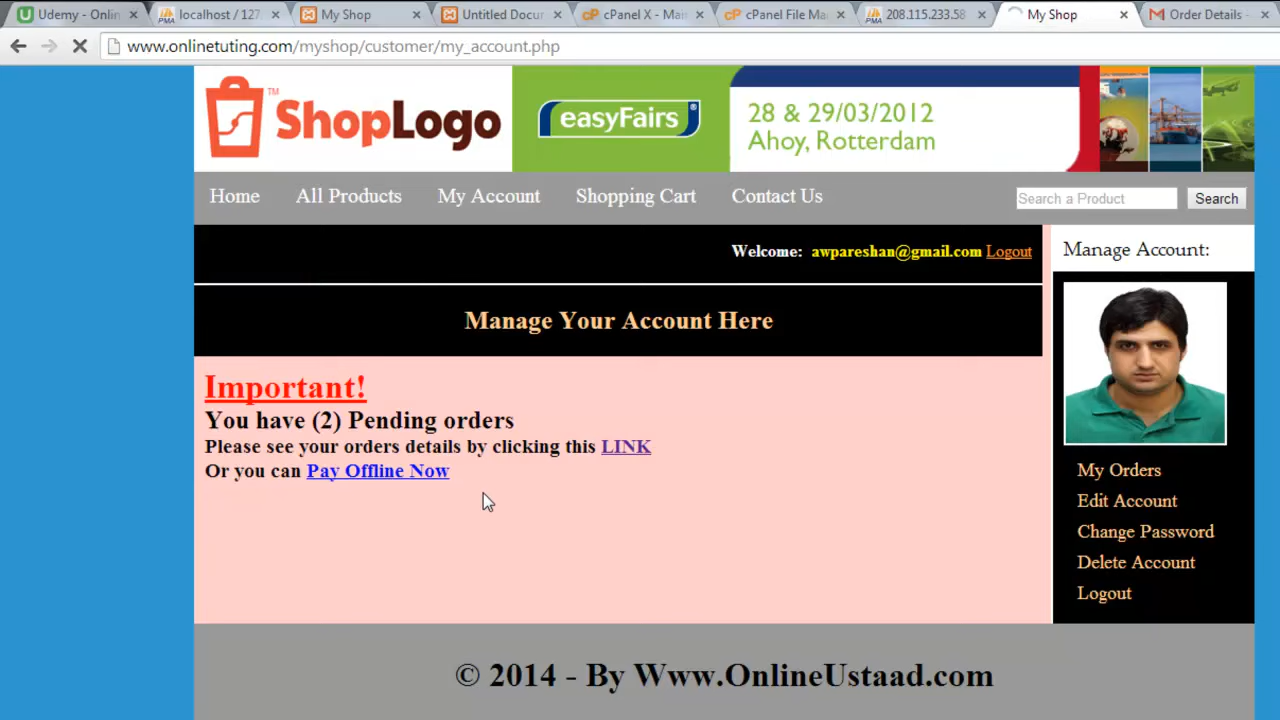 Udemy - Onlin
localhost / 127.
My Shop
Untitled Docur
cPanel X - Mai
cPanel File Ma
208.115.233.58
My Shop
Order Details -
www.onlinetuting.com/myshop/customer/my_account.php
ShopLogo
TM
easyFairs®
28 & 29/03/2012
Ahoy, Rotterdam
Home
All Products
My Account
Shopping Cart
Contact Us
Search a Product
Search
Welcome: awpareshan@gmail.com Logout
Manage Account:
Manage Your Account Here
Important!
You have (2) Pending orders
Please see your orders details by clicking this LINK
Or you can Pay Offline Now
My Orders
Edit Account
Change Password
Delete Account
Logout
© 2014 - By Www.OnlineUstaad.com